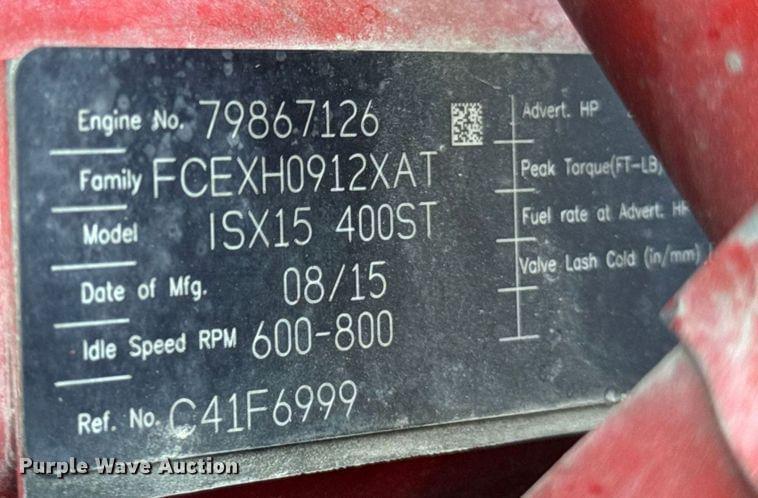 Engine No. 79867126
Family FCEXH0912XAT
Model ISX15 400ST
Date of Mfg. 08/15
Idle Speed RPM 600-800
Ref. No. C41F6999
Advert. HP
Peak Torque(FT-LB)
Fuel rate at Advert. HP
Valve Lash Cold (in/mm)
Purple Wave Auction